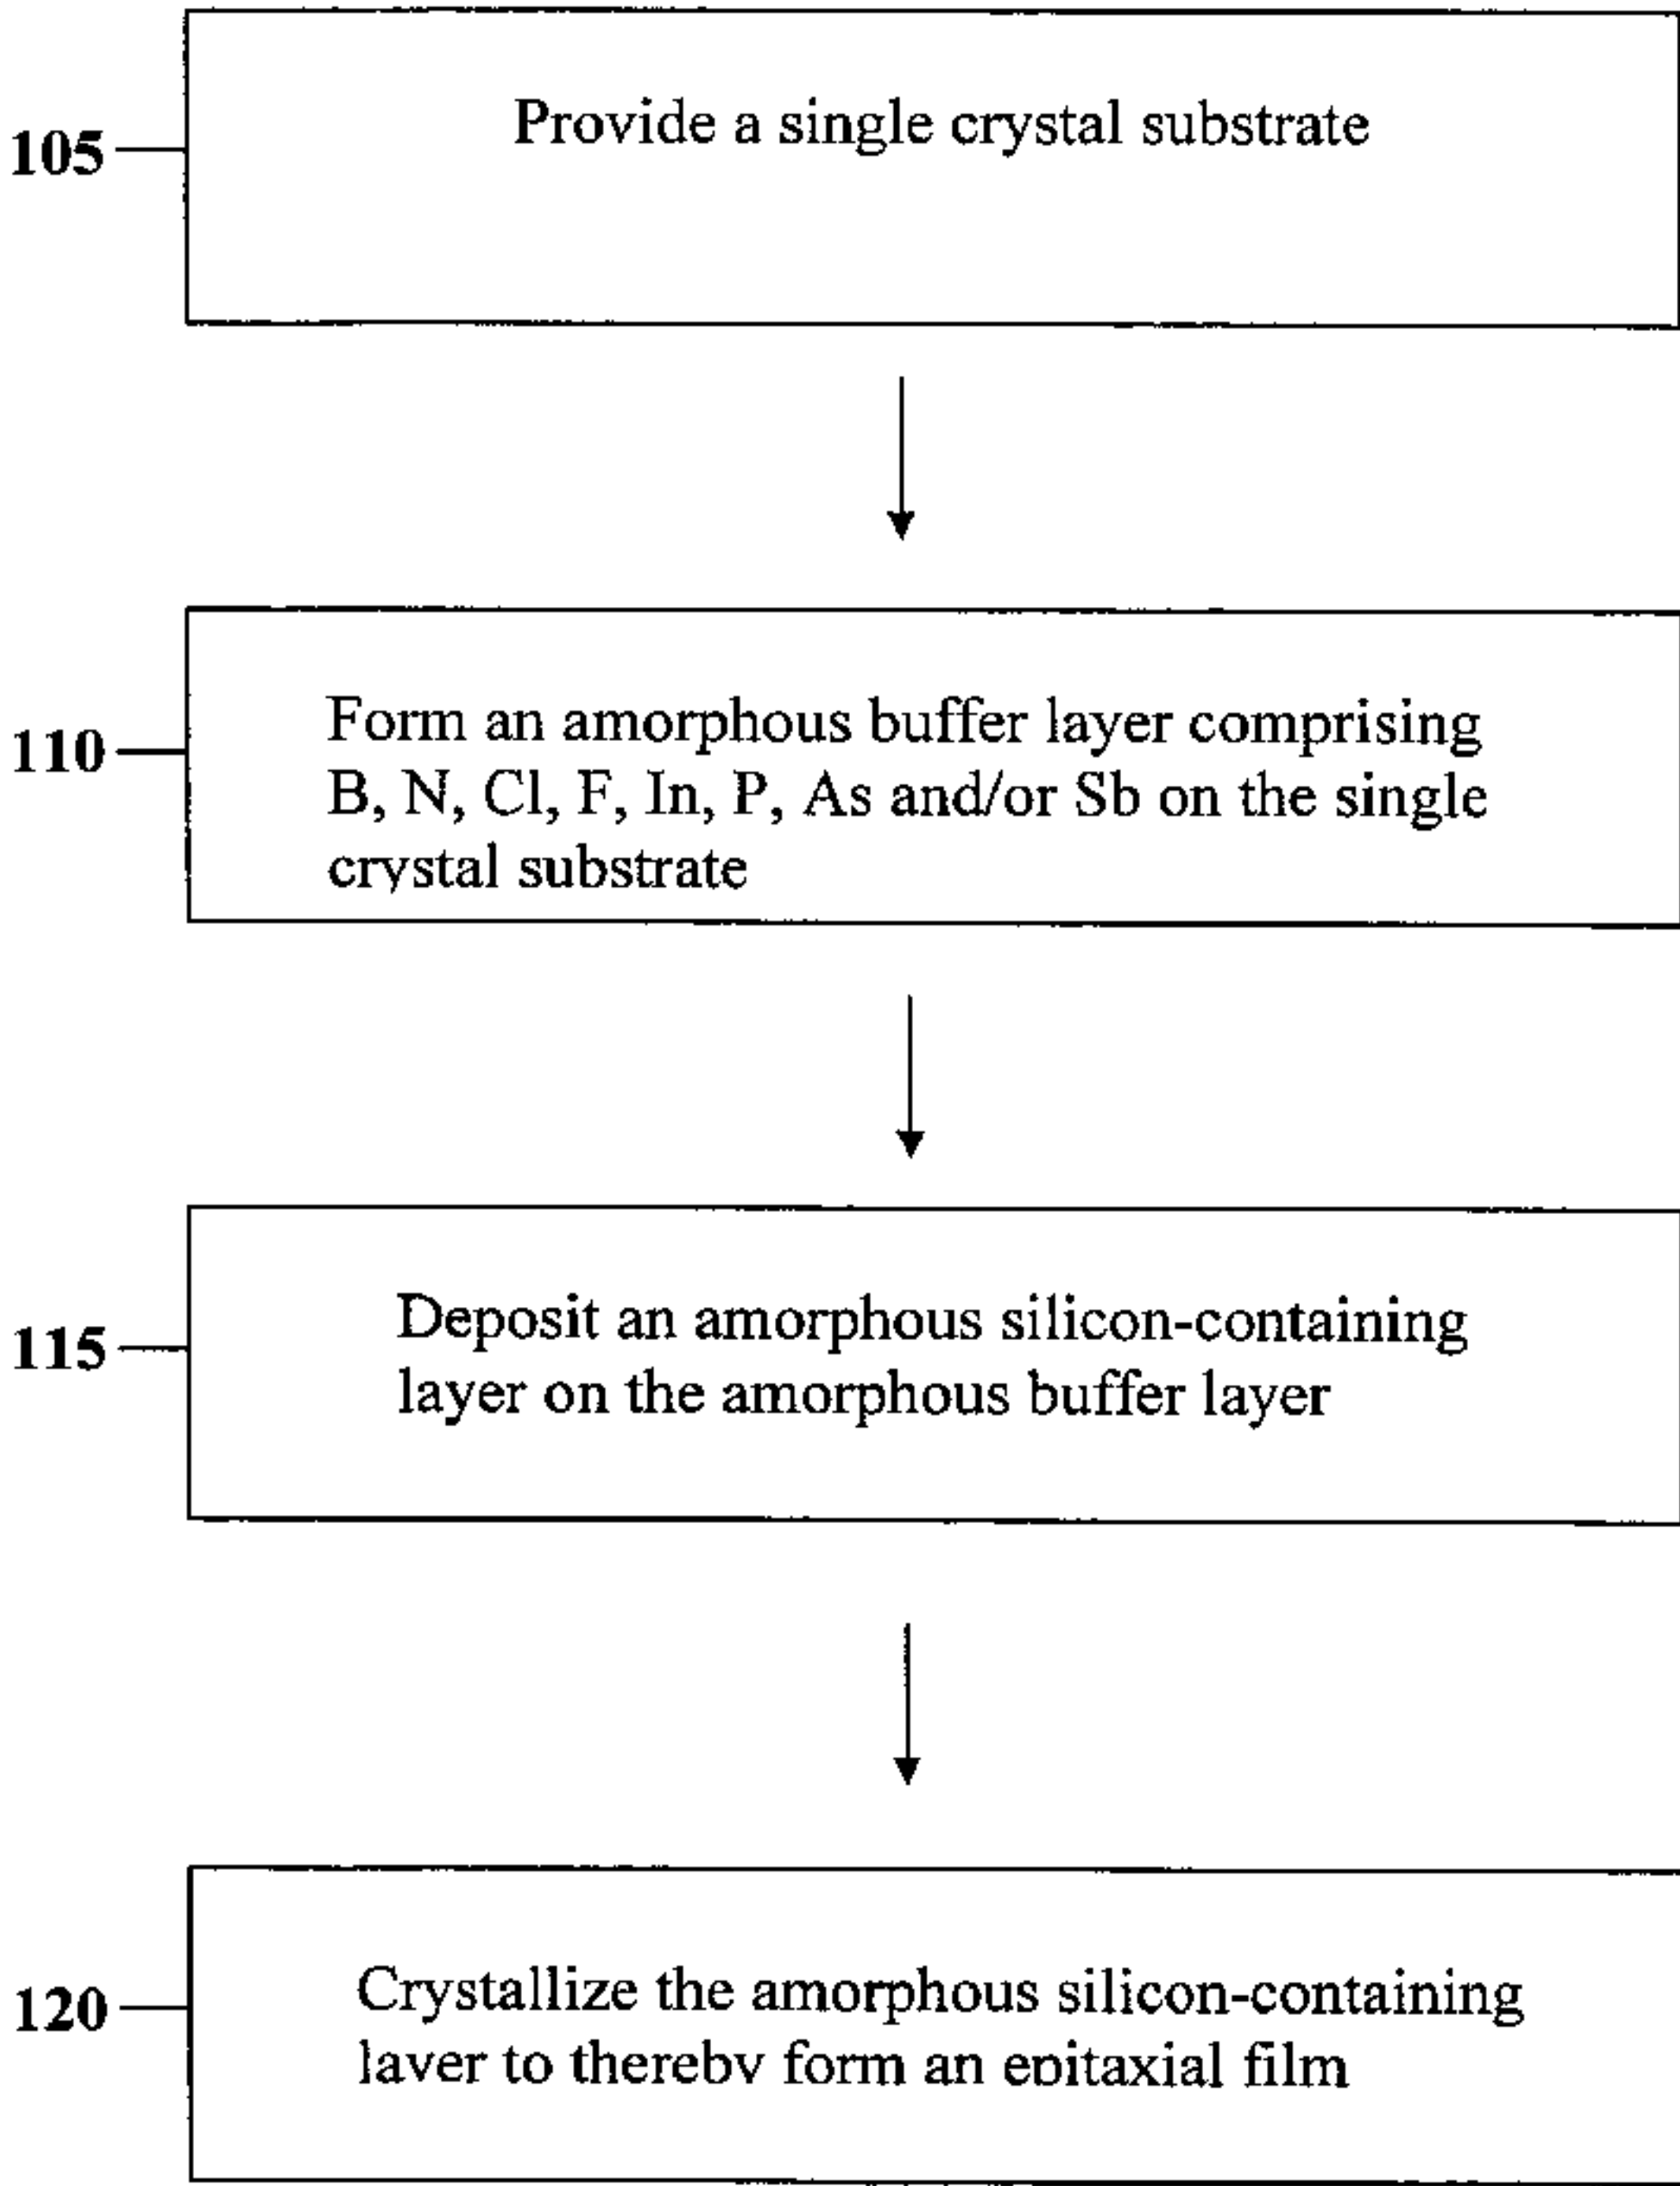 105
Provide a single crystal substrate
110
Form an amorphous buffer layer comprising
B, N, Cl, F, In, P, As and/or Sb on the single
crystal substrate
115
Deposit an amorphous silicon-containing
layer on the amorphous buffer layer
120
Crystallize the amorphous silicon-containing
layer to thereby form an epitaxial film